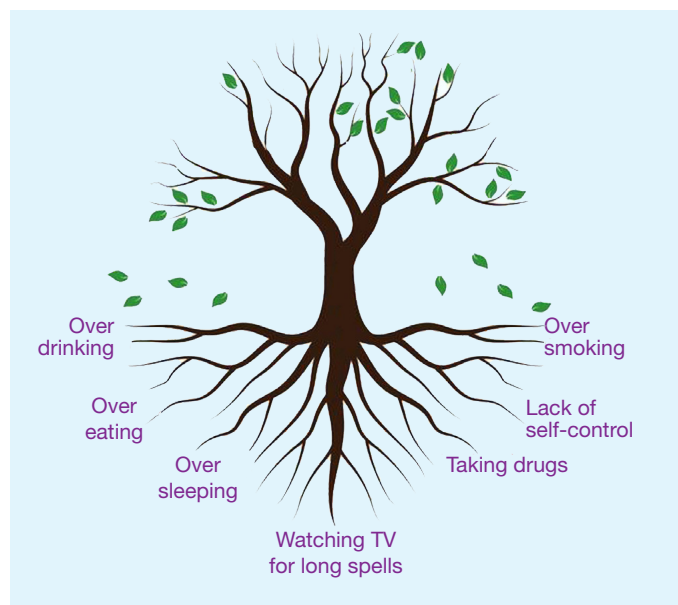 Over
drinking
Over
smoking
Over
eating
Lack of
self-control
Over
sleeping
Taking drugs
Watching TV
for long spells